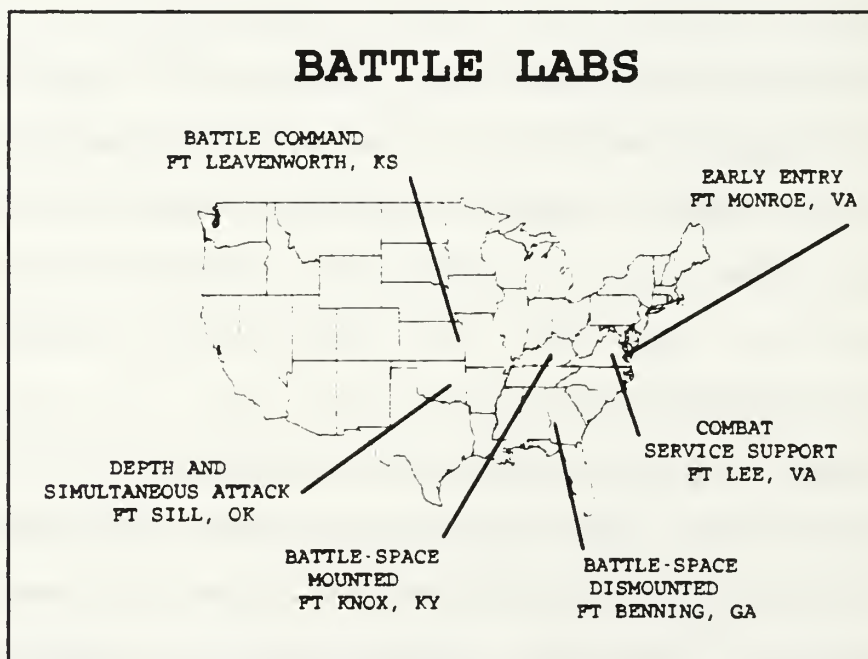 BATTLE LABS
BATTLE COMMAND
FT LEAVENWORTH, KS
EARLY ENTRY
FT MONROE, VA
COMBAT
SERVICE SUPPORT
FT LEE, VA
DEPTH AND
SIMULTANEOUS ATTACK
FT SILL, OK
BATTLE-SPACE
MOUNTED
FT KNOX, KY
BATTLE-SPACE
DISMOUNTED
FT BENNING, GA